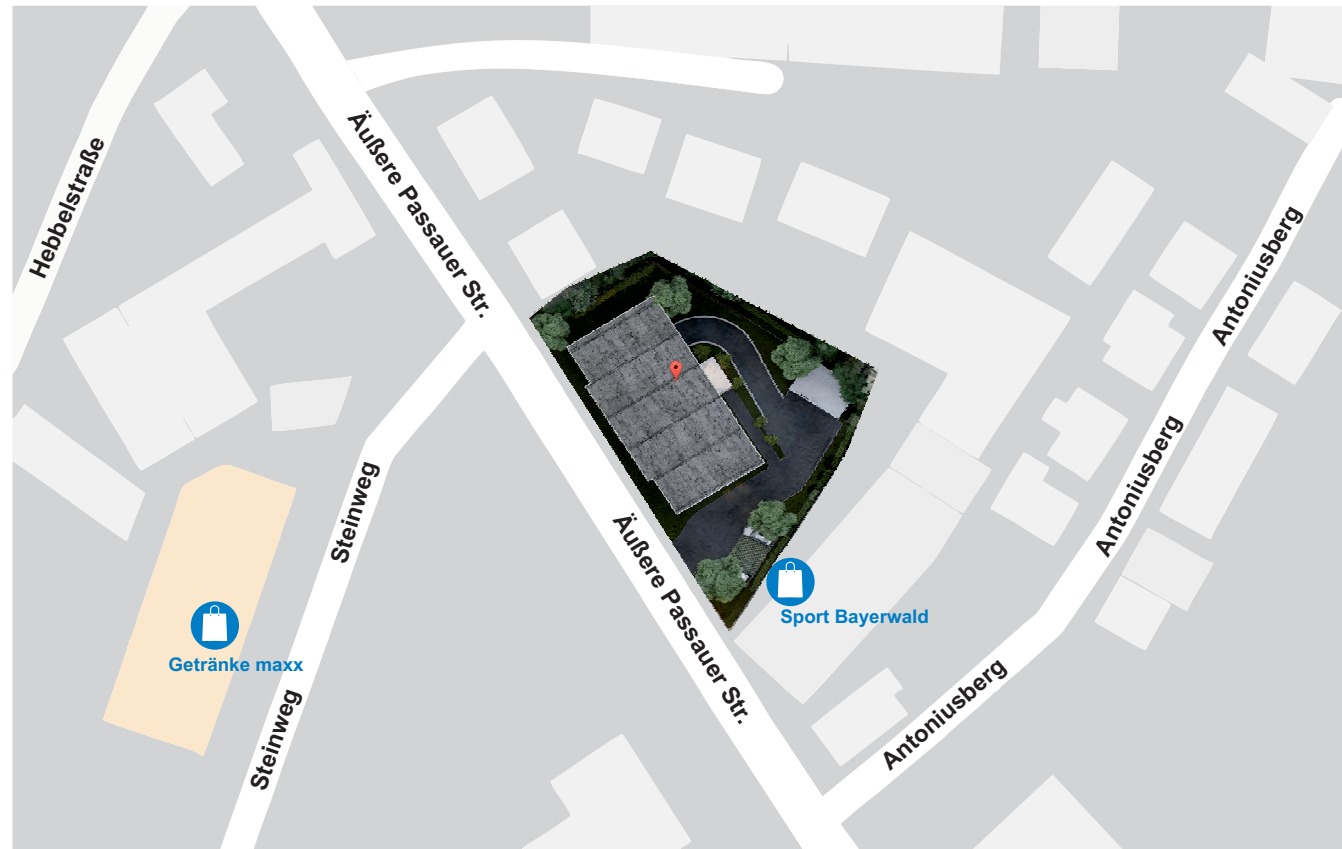 Hebbelstraße
Äußere Passauer Str.
Antoniusberg
Antoniusberg
Steinweg
Äußere Passauer Str.
Sport Bayerwald
Getränke maxx
Steinweg
Antoniusberg